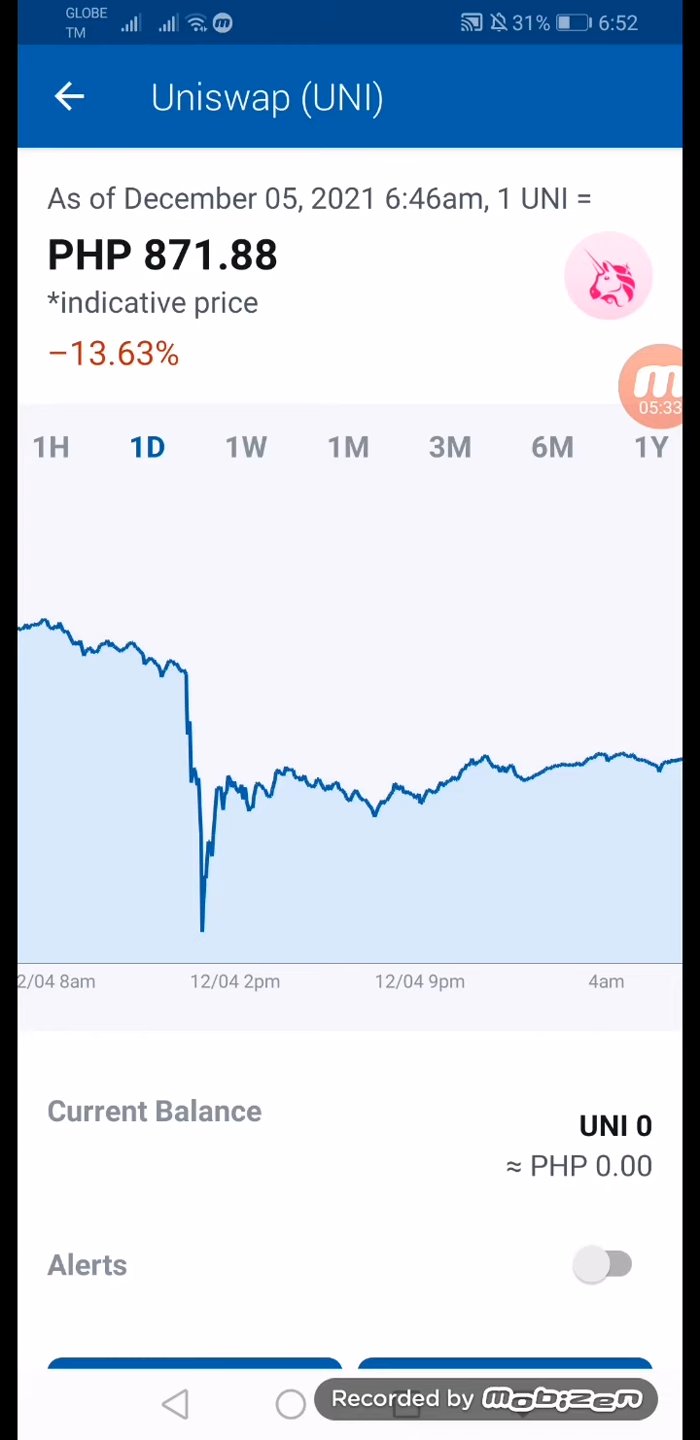 GLOBE
TM
31% 6:52
Uniswap (UNI)
As of December 05, 2021 6:46am, 1 UNI =
PHP 871.88
*indicative price
−13.63%
m
05:33
1H 1D 1W 1M 3M 6M 1Y
2/04 8am 12/04 2pm 12/04 9pm 4am
Current Balance
UNI 0
≈ PHP 0.00
Alerts
Recorded by mobizen